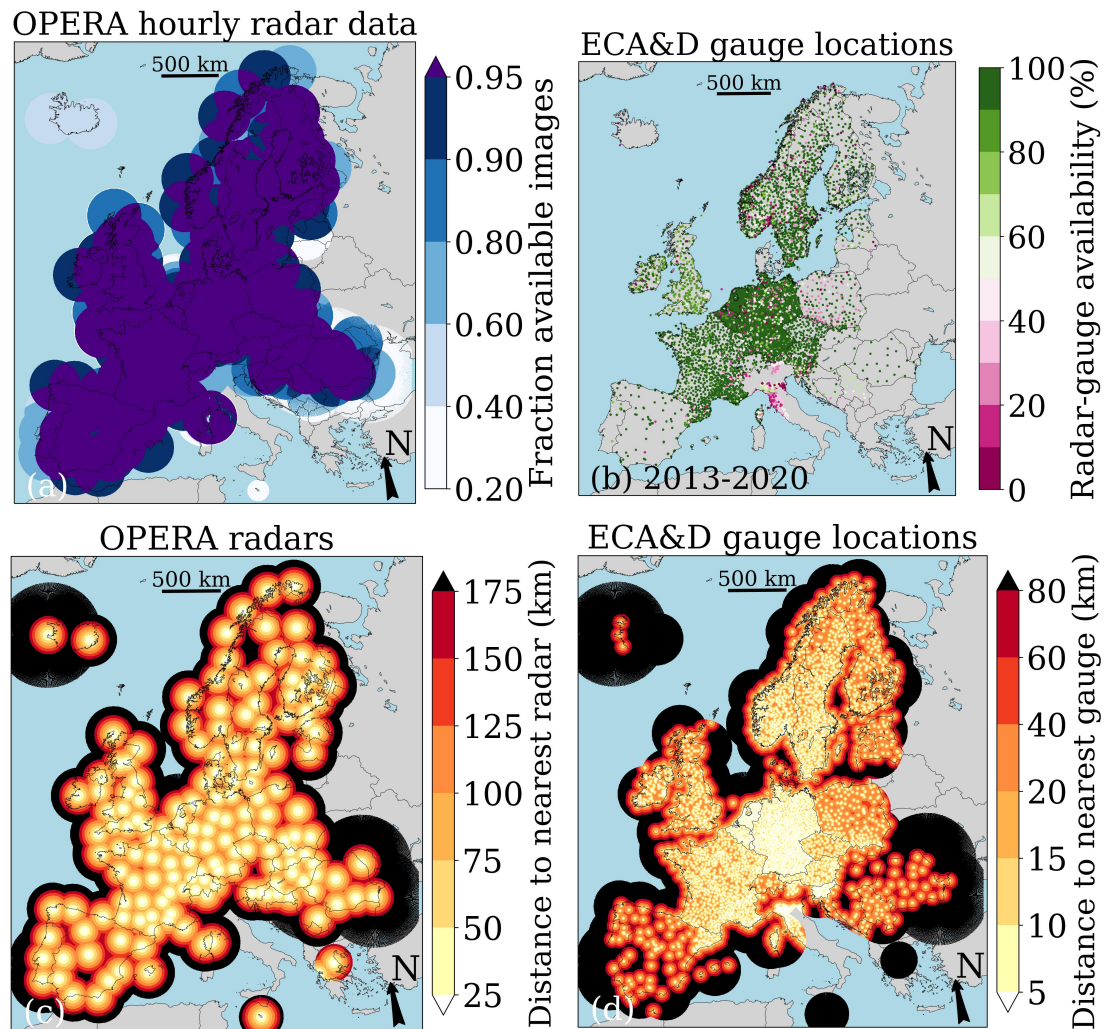 OPERA hourly radar data
500 km
0.95
0.90
0.80
0.60
0.40
0.20
Fraction available images
N
(a)
ECA&D gauge locations
500 km
100
80
60
40
20
0
Radar-gauge availability (%)
N
(b) 2013-2020
OPERA radars
500 km
175
150
125
100
75
50
25
Distance to nearest radar (km)
N
(c)
ECA&D gauge locations
500 km
80
60
40
20
15
10
5
Distance to nearest gauge (km)
N
(d)